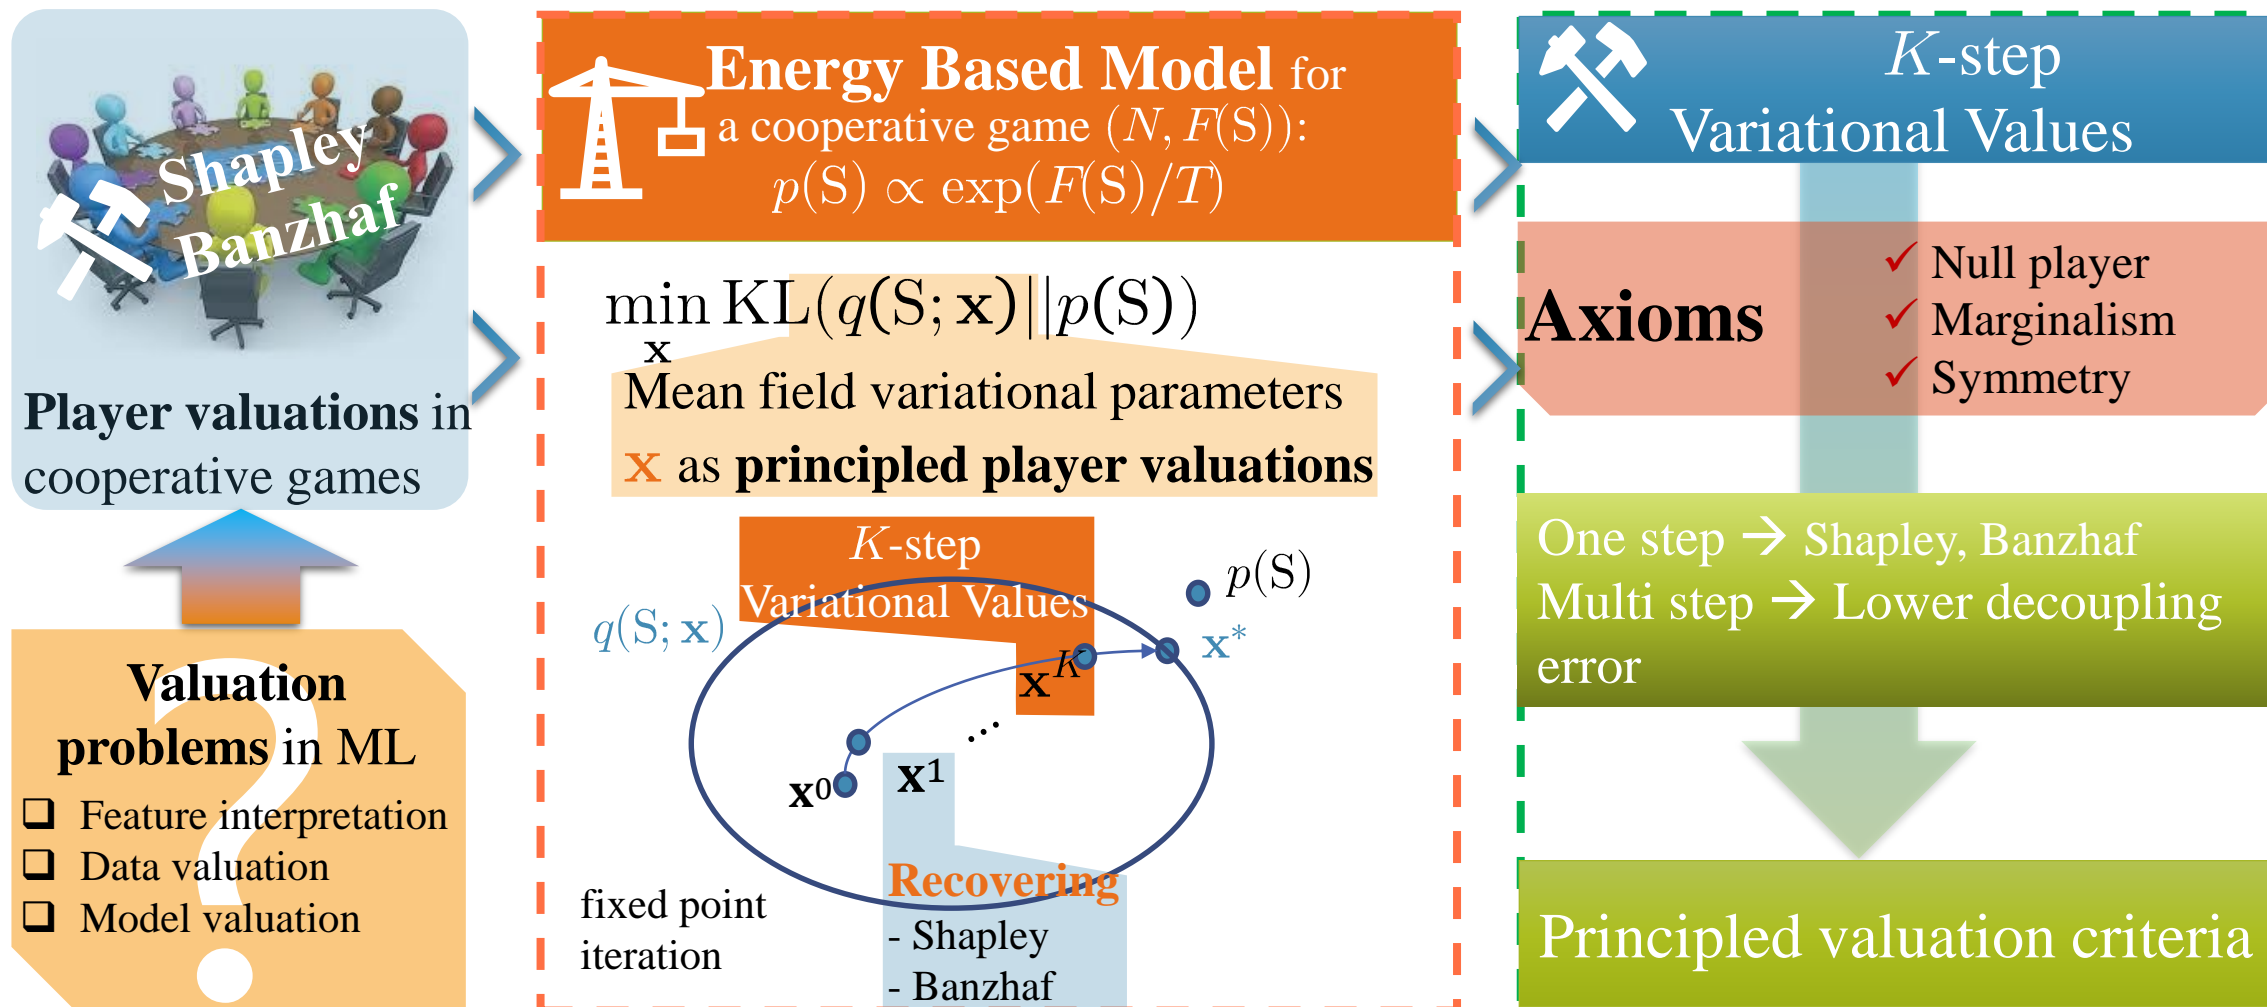 Shapley
Banzhaf
Player valuations in
cooperative games
?
Valuation
problems in ML
❑ Feature interpretation
❑ Data valuation
❑ Model valuation
Energy Based Model for
a cooperative game (N, F(S)):
p(S) ∝ exp(F(S)/T)
min KL(q(S; x)||p(S))
x
Mean field variational parameters
x as principled player valuations
K-step
Variational Values
p(S)
q(S; x)
x*
x^K
...
x⁰
x¹
Recovering
- Shapley
- Banzhaf
fixed point
iteration
K-step
Variational Values
Axioms
✓ Null player
✓ Marginalism
✓ Symmetry
One step → Shapley, Banzhaf
Multi step → Lower decoupling
error
Principled valuation criteria